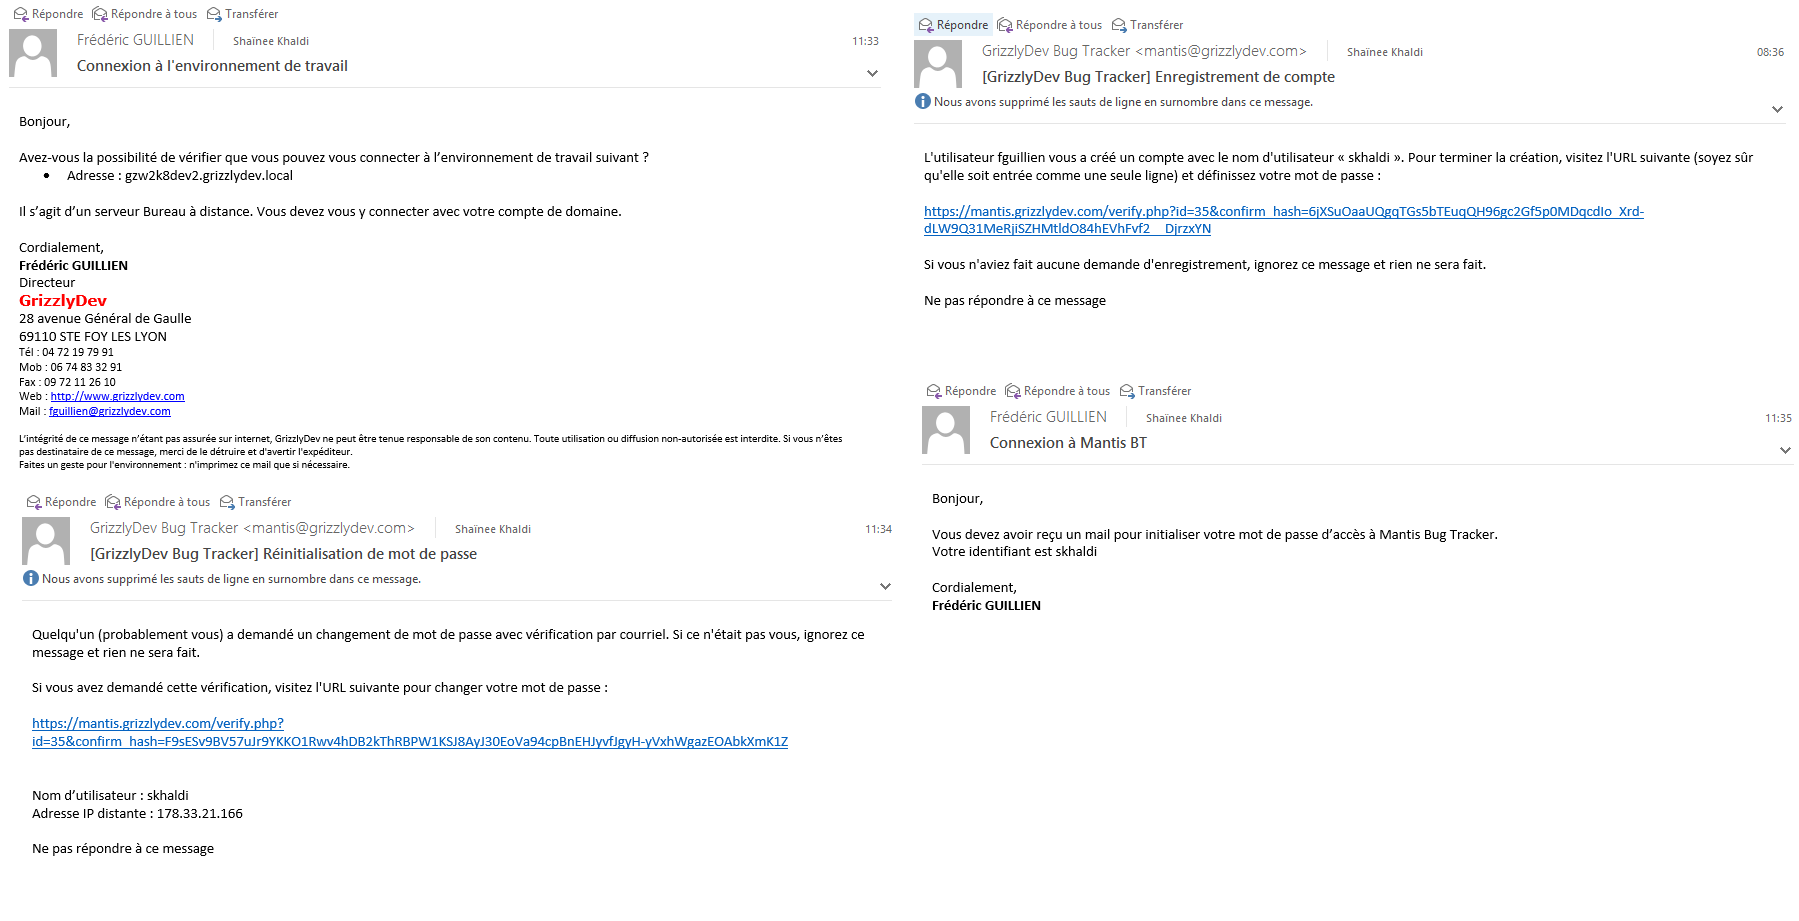 Répondre Répondre à tous Transférer
Frédéric GUILLIEN Shaïnee Khaldi 11:33
Connexion à l'environnement de travail
Bonjour,
Avez-vous la possibilité de vérifier que vous pouvez vous connecter à l’environnement de travail suivant ?
• Adresse : gzw2k8dev2.grizzlydev.local
Il s’agit d’un serveur Bureau à distance. Vous devez vous y connecter avec votre compte de domaine.
Cordialement,
Frédéric GUILLIEN
Directeur
GrizzlyDev
28 avenue Général de Gaulle
69110 STE FOY LES LYON
Tél : 04 72 19 79 91
Mob : 06 74 83 32 91
Fax : 09 72 11 26 10
Web : http://www.grizzlydev.com
Mail : fguillien@grizzlydev.com
L’intégrité de ce message n’étant pas assurée sur internet, GrizzlyDev ne peut être tenue responsable de son contenu. Toute utilisation ou diffusion non-autorisée est interdite. Si vous n’êtes
pas destinataire de ce message, merci de le détruire et d'avertir l'expéditeur.
Faites un geste pour l'environnement : n'imprimez ce mail que si nécessaire.
Répondre Répondre à tous Transférer
GrizzlyDev Bug Tracker <mantis@grizzlydev.com> Shaïnee Khaldi 11:34
[GrizzlyDev Bug Tracker] Réinitialisation de mot de passe
Nous avons supprimé les sauts de ligne en surnombre dans ce message.
Quelqu'un (probablement vous) a demandé un changement de mot de passe avec vérification par courriel. Si ce n'était pas vous, ignorez ce
message et rien ne sera fait.
Si vous avez demandé cette vérification, visitez l'URL suivante pour changer votre mot de passe :
https://mantis.grizzlydev.com/verify.php?
id=35&confirm_hash=F9sESv9BV57uJr9YKKO1Rwv4hDB2kThRBPW1KSJ8AyJ30EoVa94cpBnEHJyvfJgyH-yVxhWgazEOAbkXmK1Z
Nom d’utilisateur : skhaldi
Adresse IP distante : 178.33.21.166
Ne pas répondre à ce message
Répondre Répondre à tous Transférer
GrizzlyDev Bug Tracker <mantis@grizzlydev.com> Shaïnee Khaldi 08:36
[GrizzlyDev Bug Tracker] Enregistrement de compte
Nous avons supprimé les sauts de ligne en surnombre dans ce message.
L'utilisateur fguillien vous a créé un compte avec le nom d'utilisateur « skhaldi ». Pour terminer la création, visitez l'URL suivante (soyez sûr
qu'elle soit entrée comme une seule ligne) et définissez votre mot de passe :
https://mantis.grizzlydev.com/verify.php?id=35&confirm_hash=6jXSuOaaUQgqTGs5bTEuqQH96gc2Gf5p0MDqcdIo_Xrd-
dLW9Q31MeRjiSZHMtldO84hEVhFvf2__DjrzxYN
Si vous n'aviez fait aucune demande d'enregistrement, ignorez ce message et rien ne sera fait.
Ne pas répondre à ce message
Répondre Répondre à tous Transférer
Frédéric GUILLIEN Shaïnee Khaldi 11:35
Connexion à Mantis BT
Bonjour,
Vous devez avoir reçu un mail pour initialiser votre mot de passe d’accès à Mantis Bug Tracker.
Votre identifiant est skhaldi
Cordialement,
Frédéric GUILLIEN